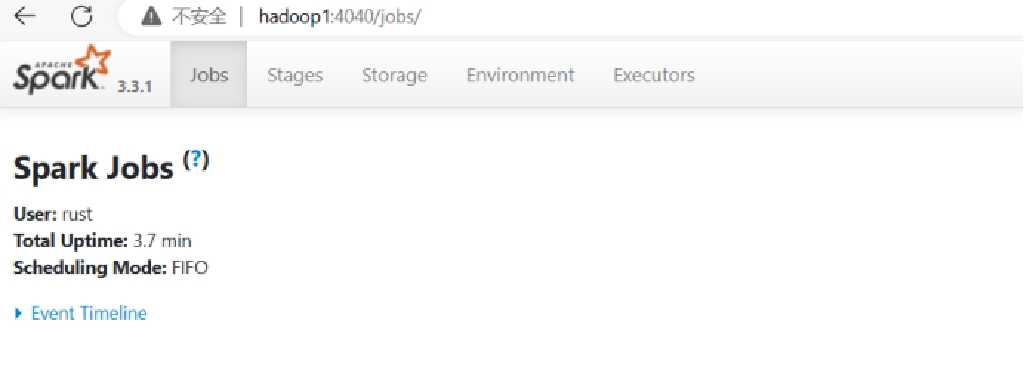 不安全 | hadoop1:4040/jobs/
APACHE Spark 3.3.1 Jobs Stages Storage Environment Executors
Spark Jobs (?)
User: rust
Total Uptime: 3.7 min
Scheduling Mode: FIFO
Event Timeline